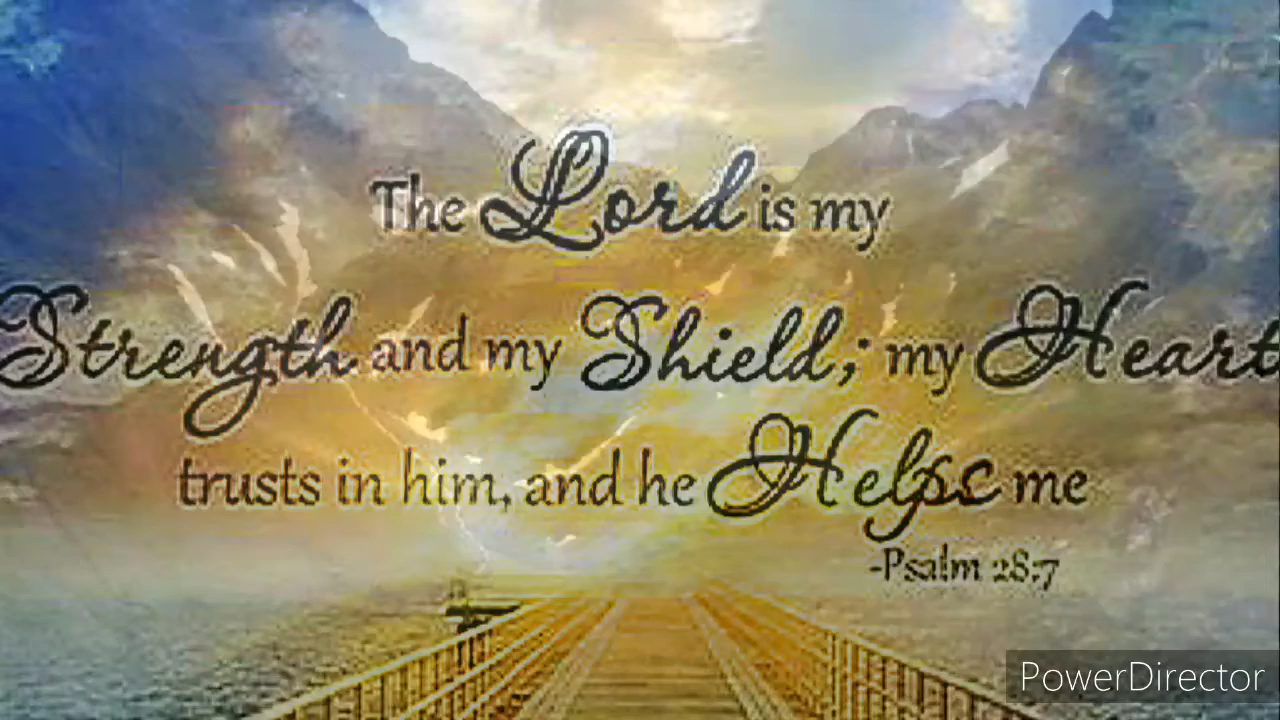 The Lord is my
Strength and my Shield; my Heart
trusts in him, and he Helps me
-Psalm 28:7
PowerDirector